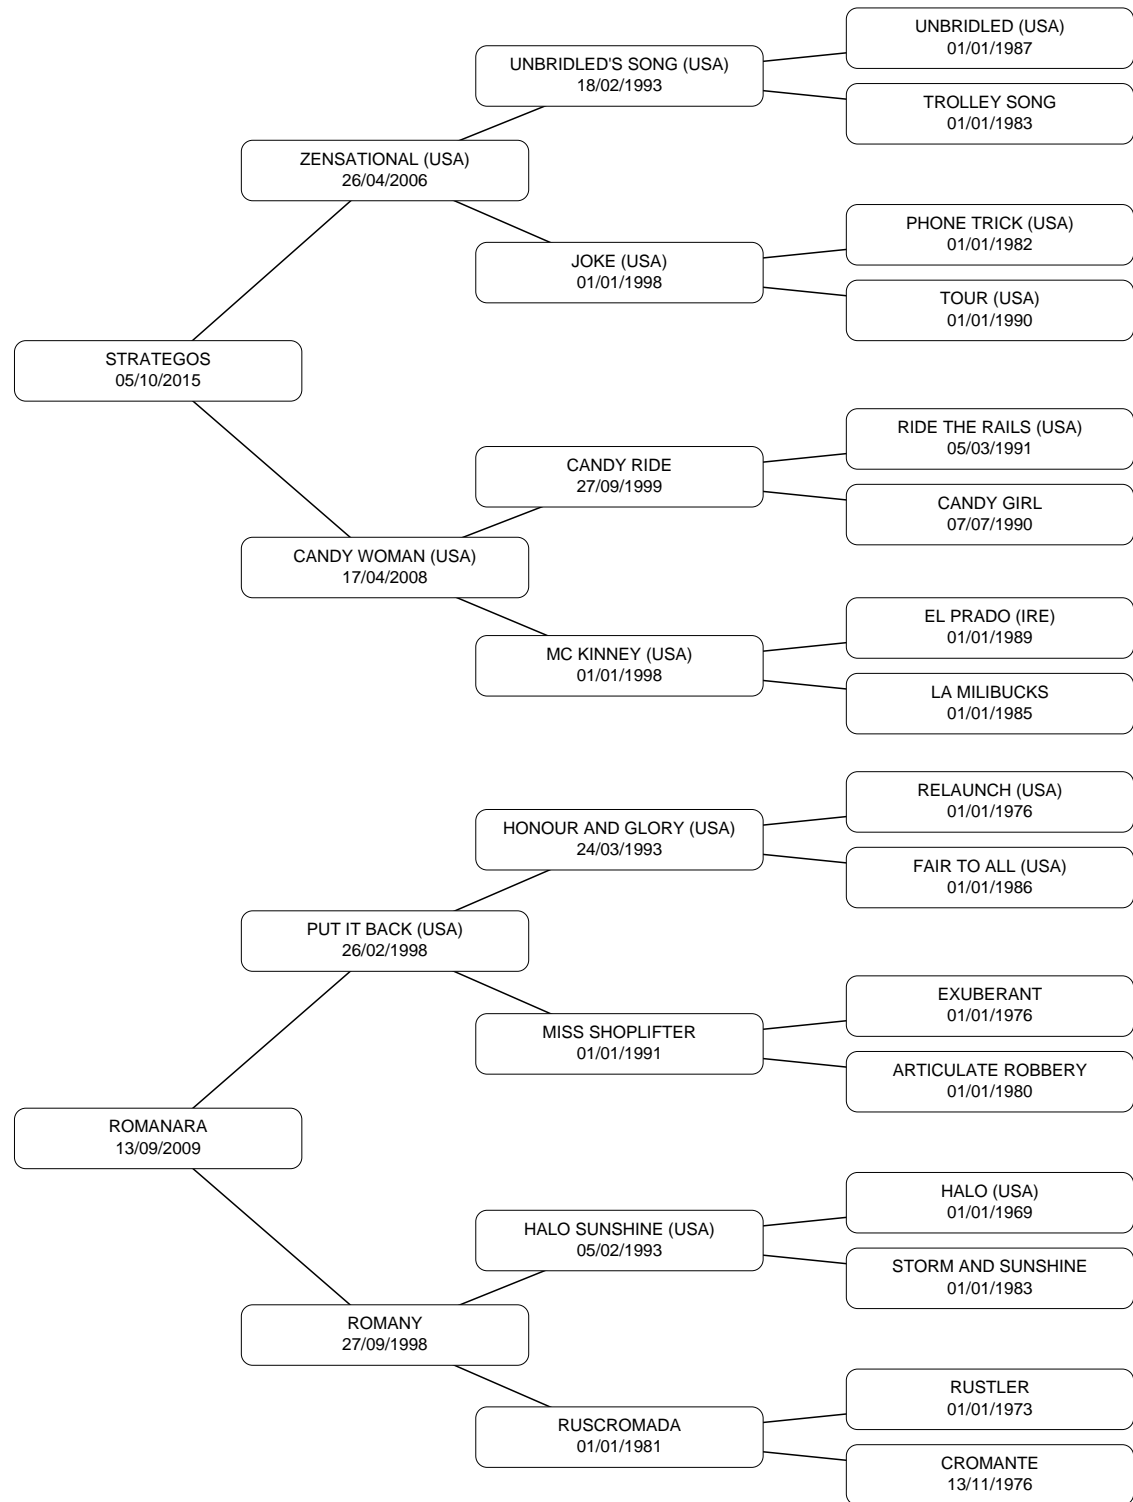 UNBRIDLED (USA)
01/01/1987
UNBRIDLED'S SONG (USA)
18/02/1993
TROLLEY SONG
01/01/1983
ZENSATIONAL (USA)
26/04/2006
PHONE TRICK (USA)
01/01/1982
JOKE (USA)
01/01/1998
TOUR (USA)
01/01/1990
STRATEGOS
05/10/2015
RIDE THE RAILS (USA)
05/03/1991
CANDY RIDE
27/09/1999
CANDY GIRL
07/07/1990
CANDY WOMAN (USA)
17/04/2008
EL PRADO (IRE)
01/01/1989
MC KINNEY (USA)
01/01/1998
LA MILIBUCKS
01/01/1985
RELAUNCH (USA)
01/01/1976
HONOUR AND GLORY (USA)
24/03/1993
FAIR TO ALL (USA)
01/01/1986
PUT IT BACK (USA)
26/02/1998
EXUBERANT
01/01/1976
MISS SHOPLIFTER
01/01/1991
ARTICULATE ROBBERY
01/01/1980
ROMANARA
13/09/2009
HALO (USA)
01/01/1969
HALO SUNSHINE (USA)
05/02/1993
STORM AND SUNSHINE
01/01/1983
ROMANY
27/09/1998
RUSTLER
01/01/1973
RUSCROMADA
01/01/1981
CROMANTE
13/11/1976